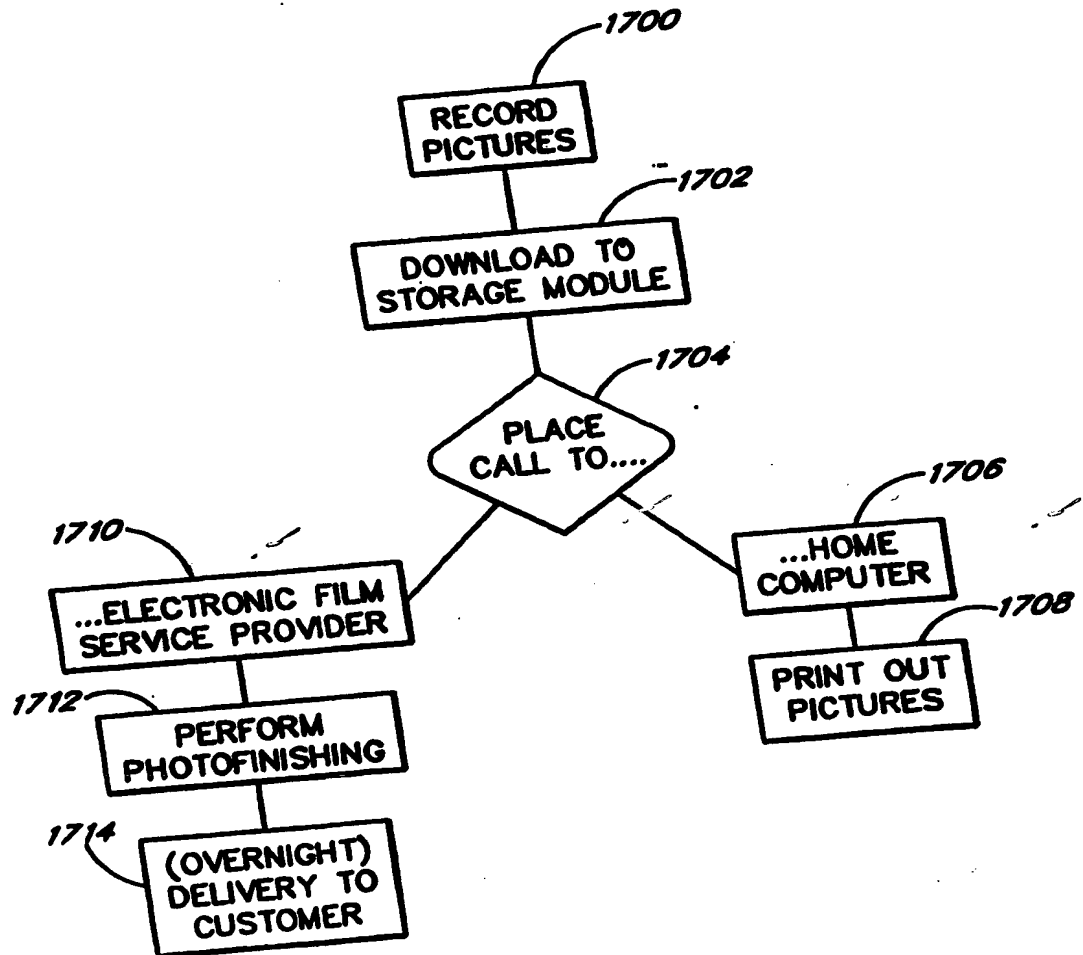 1700
RECORD
PICTURES
1702
DOWNLOAD TO
STORAGE MODULE
1704
PLACE
CALL TO....
1706
...HOME
COMPUTER
1708
PRINT OUT
PICTURES
1710
...ELECTRONIC FILM
SERVICE PROVIDER
1712
PERFORM
PHOTOFINISHING
1714
(OVERNIGHT)
DELIVERY TO
CUSTOMER